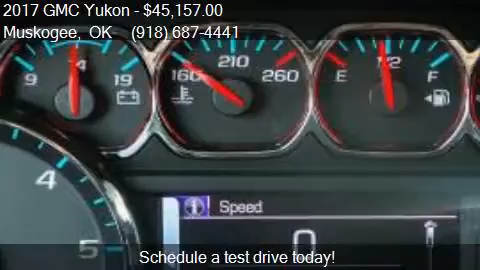 2017 GMC Yukon - $45,157.00
Muskogee, OK (918) 687-4441
9 14 19
160 210 260
E 1/2 F
4
5
Speed
0
Schedule a test drive today!